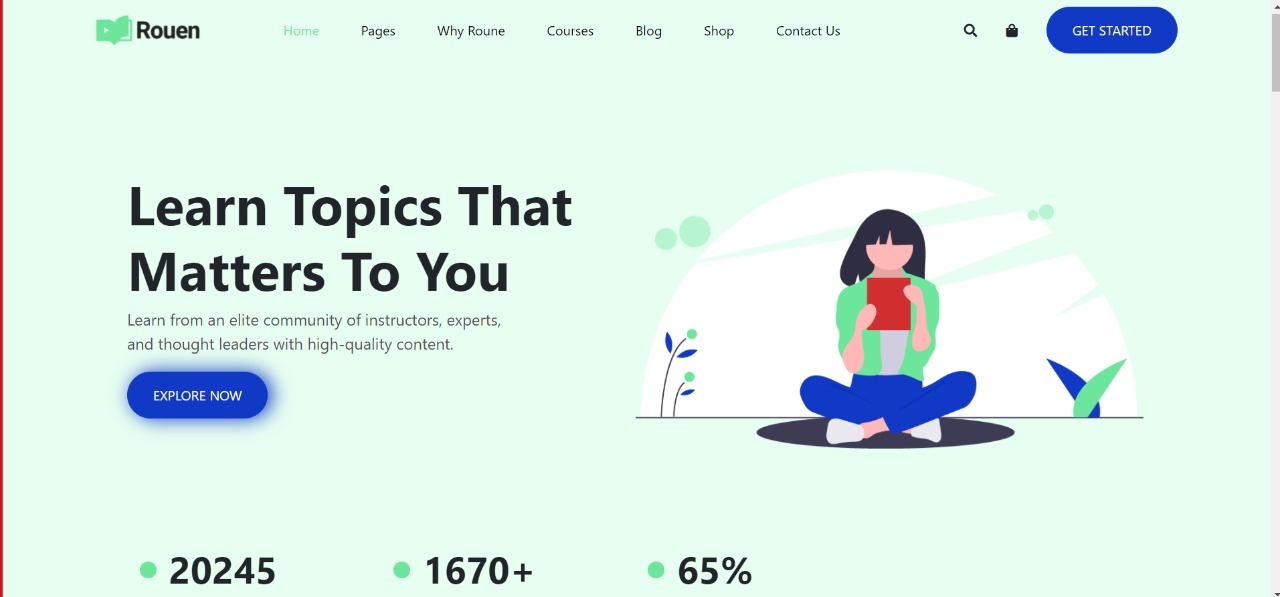 Rouen
Home Pages Why Roune Courses Blog Shop Contact Us GET STARTED
Learn Topics That
Matters To You
Learn from an elite community of instructors, experts,
and thought leaders with high-quality content.
EXPLORE NOW
20245 1670+ 65%